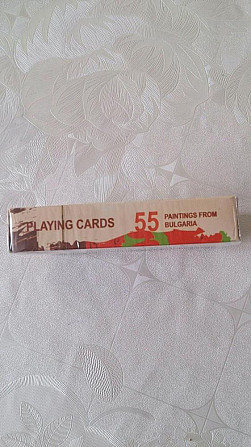 PLAYING CARDS 55 PAINTINGS FROM
BULGARIA